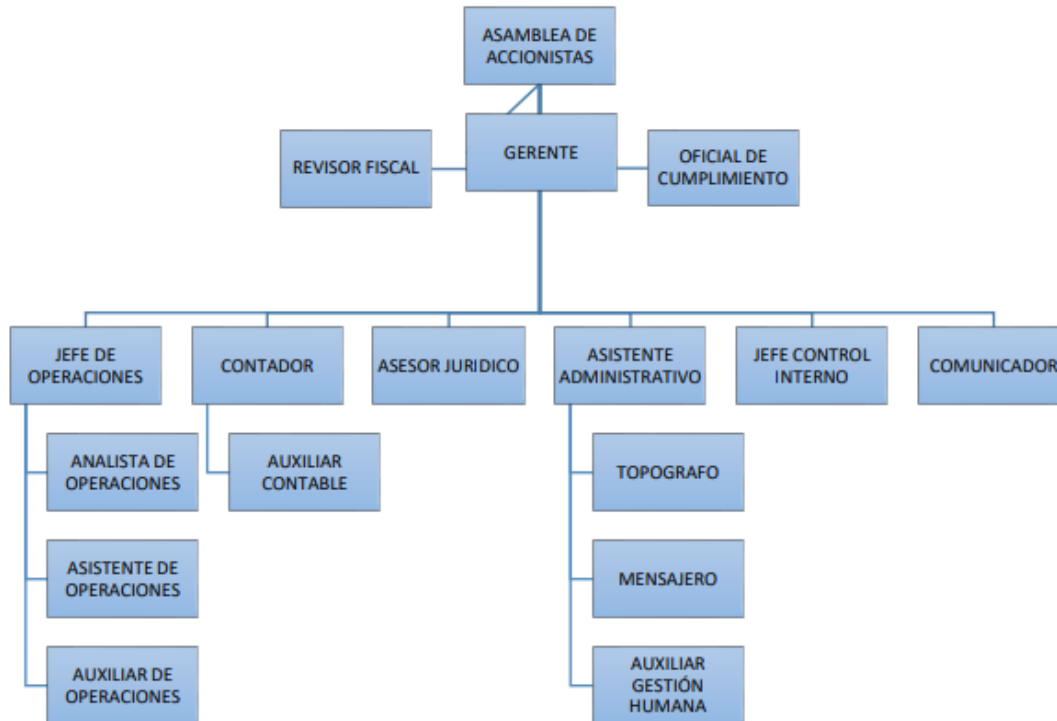 ASAMBLEA DE
ACCIONISTAS
REVISOR FISCAL
GERENTE
OFICIAL DE
CUMPLIMIENTO
JEFE DE
OPERACIONES
CONTADOR
ASESOR JURIDICO
ASISTENTE
ADMINISTRATIVO
JEFE CONTROL
INTERNO
COMUNICADOR
ANALISTA DE
OPERACIONES
AUXILIAR
CONTABLE
TOPOGRAFO
ASISTENTE DE
OPERACIONES
MENSAJERO
AUXILIAR DE
OPERACIONES
AUXILIAR
GESTIÓN
HUMANA